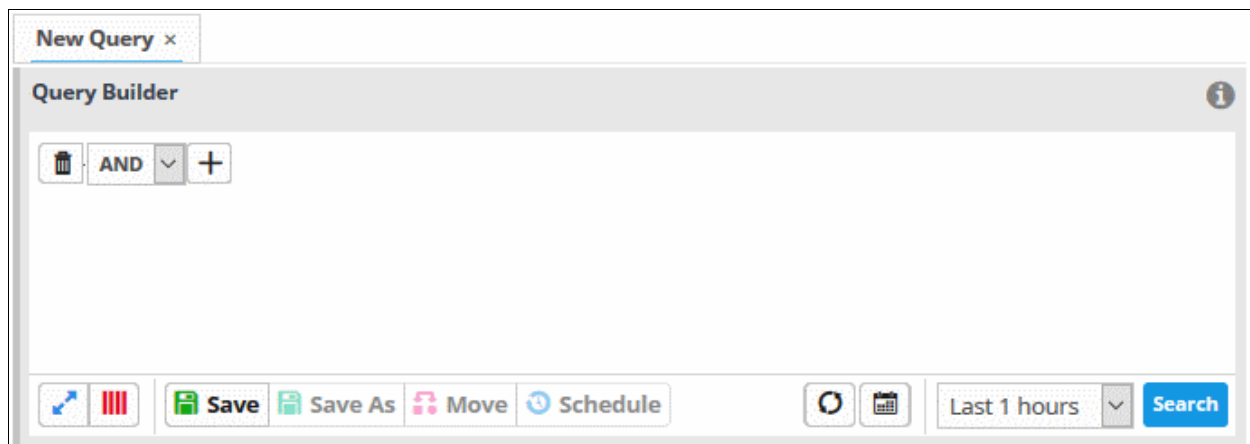 New Query ×
Query Builder
AND
Save Save As Move Schedule Last 1 hours Search